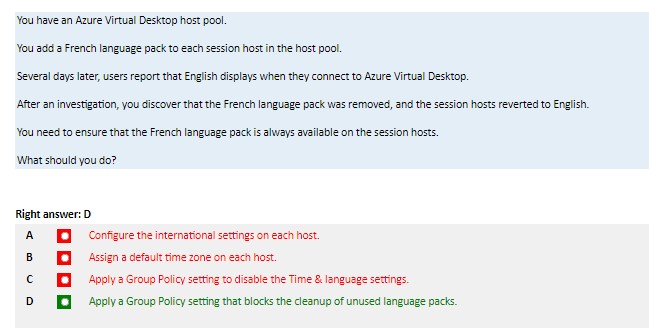 You have an Azure Virtual Desktop host pool.
You add a French language pack to each session host in the host pool.
Several days later, users report that English displays when they connect to Azure Virtual Desktop.
After an investigation, you discover that the French language pack was removed, and the session hosts reverted to English.
You need to ensure that the French language pack is always available on the session hosts.
What should you do?
Right answer: D
A Configure the international settings on each host.
B Assign a default time zone on each host.
C Apply a Group Policy setting to disable the Time & language settings.
D Apply a Group Policy setting that blocks the cleanup of unused language packs.